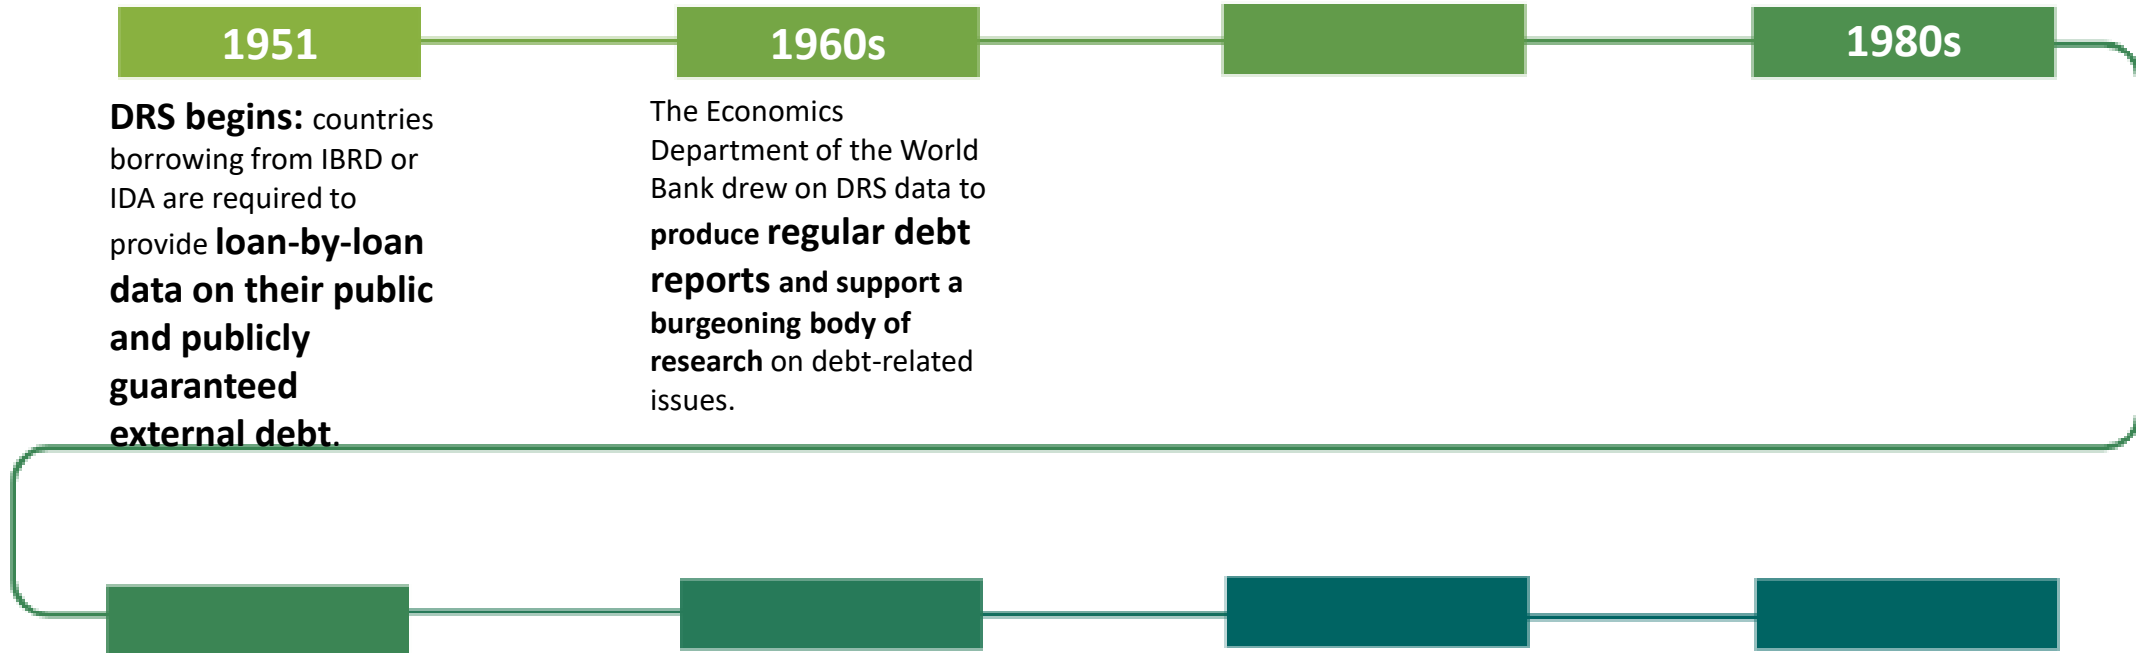 1951
1960s
1980s
DRS begins: countries
borrowing from IBRD or
IDA are required to
provide loan-by-loan
data on their public
and publicly
guaranteed
external debt.
The Economics
Department of the World
Bank drew on DRS data to
produce regular debt
reports and support a
burgeoning body of
research on debt-related
issues.